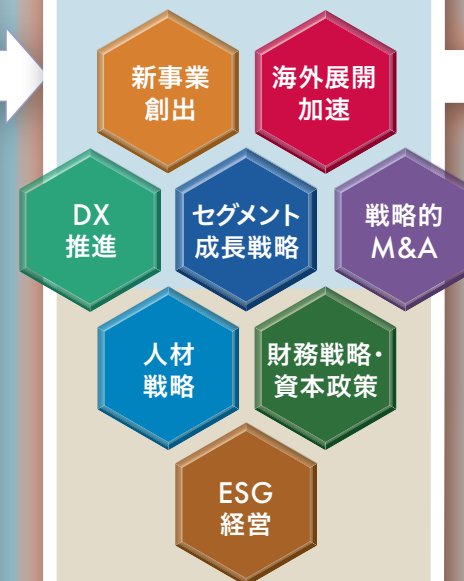 新事業
創出
海外展開
加速
DX
推進
セグメント
成長戦略
戦略的
M&A
人材
戦略
財務戦略・
資本政策
ESG
経営